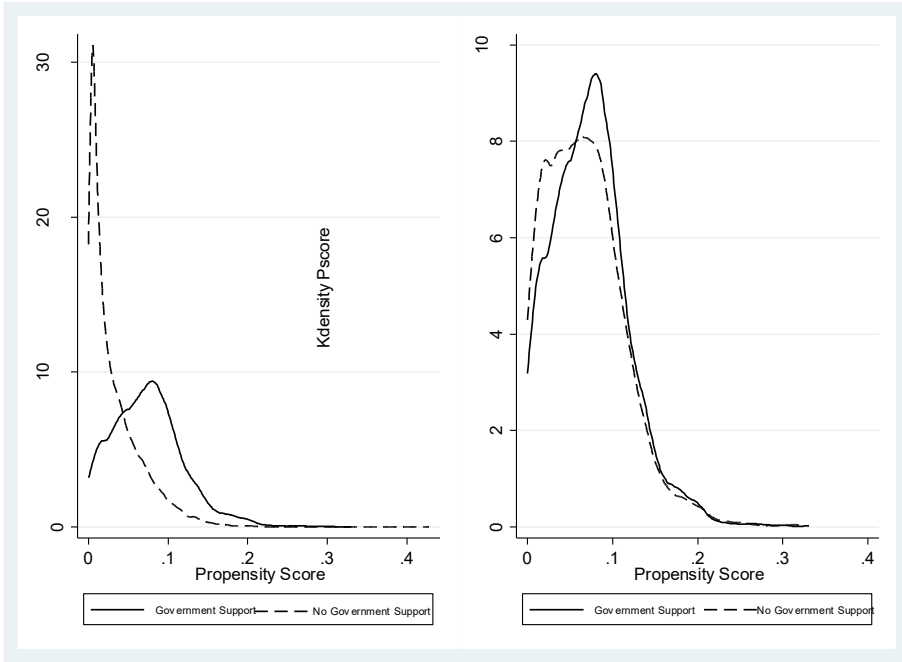 30
20
10
0
0 .1 .2 .3 .4
Propensity Score
Kdensity Pscore
Government Support No Government Support
10
8
6
4
2
0
0 .1 .2 .3 .4
Propensity Score
Government Support No Government Support